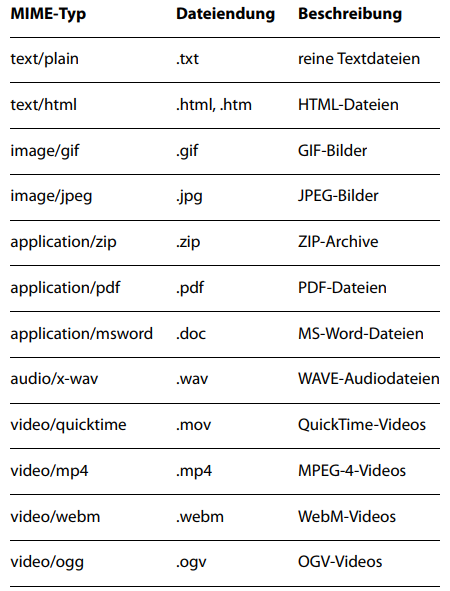 MIME-Typ Dateiendung Beschreibung
text/plain .txt reine Textdateien
text/html .html, .htm HTML-Dateien
image/gif .gif GIF-Bilder
image/jpeg .jpg JPEG-Bilder
application/zip .zip ZIP-Archive
application/pdf .pdf PDF-Dateien
application/msword .doc MS-Word-Dateien
audio/x-wav .wav WAVE-Audiodateien
video/quicktime .mov QuickTime-Videos
video/mp4 .mp4 MPEG-4-Videos
video/webm .webm WebM-Videos
video/ogg .ogv OGV-Videos